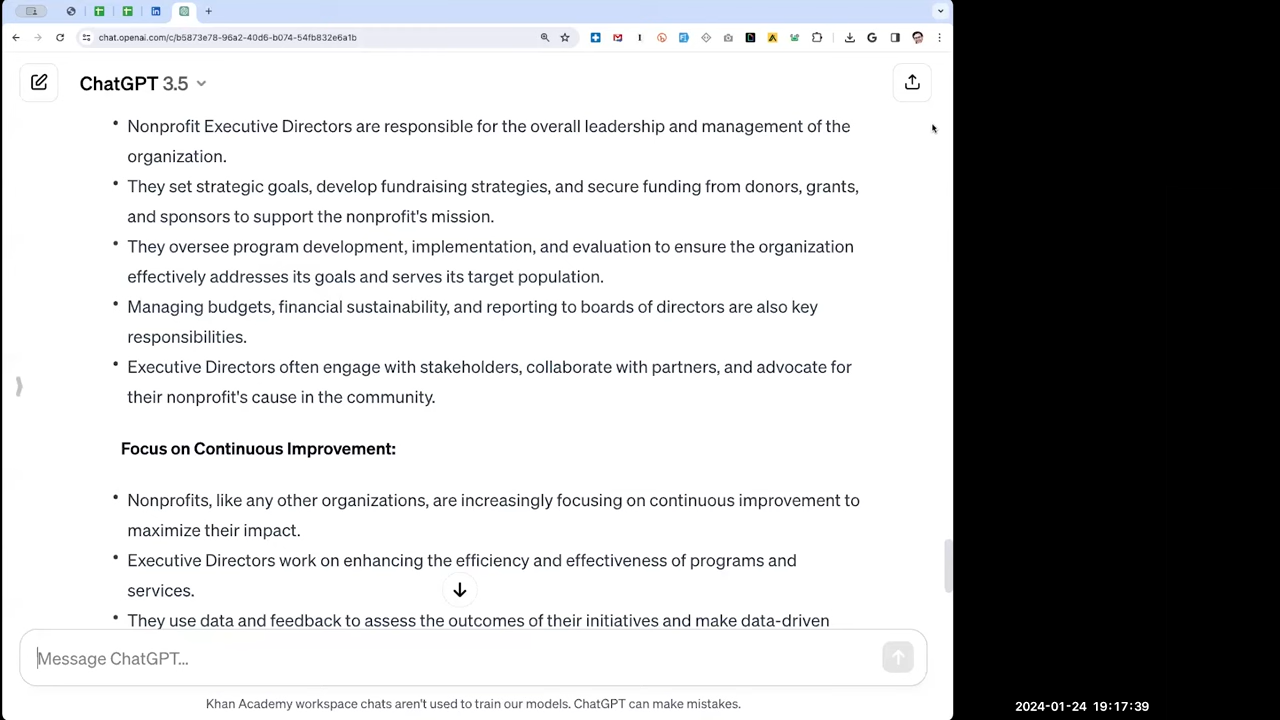 chat.openai.com/c/b5873e78-96a2-40d6-b074-54fb832e6a1b
ChatGPT 3.5
• Nonprofit Executive Directors are responsible for the overall leadership and management of the
organization.
• They set strategic goals, develop fundraising strategies, and secure funding from donors, grants,
and sponsors to support the nonprofit's mission.
• They oversee program development, implementation, and evaluation to ensure the organization
effectively addresses its goals and serves its target population.
• Managing budgets, financial sustainability, and reporting to boards of directors are also key
responsibilities.
• Executive Directors often engage with stakeholders, collaborate with partners, and advocate for
their nonprofit's cause in the community.
Focus on Continuous Improvement:
• Nonprofits, like any other organizations, are increasingly focusing on continuous improvement to
maximize their impact.
• Executive Directors work on enhancing the efficiency and effectiveness of programs and
services.
• They use data and feedback to assess the outcomes of their initiatives and make data-driven
Message ChatGPT...
Khan Academy workspace chats aren't used to train our models. ChatGPT can make mistakes.
2024-01-24 19:17:39